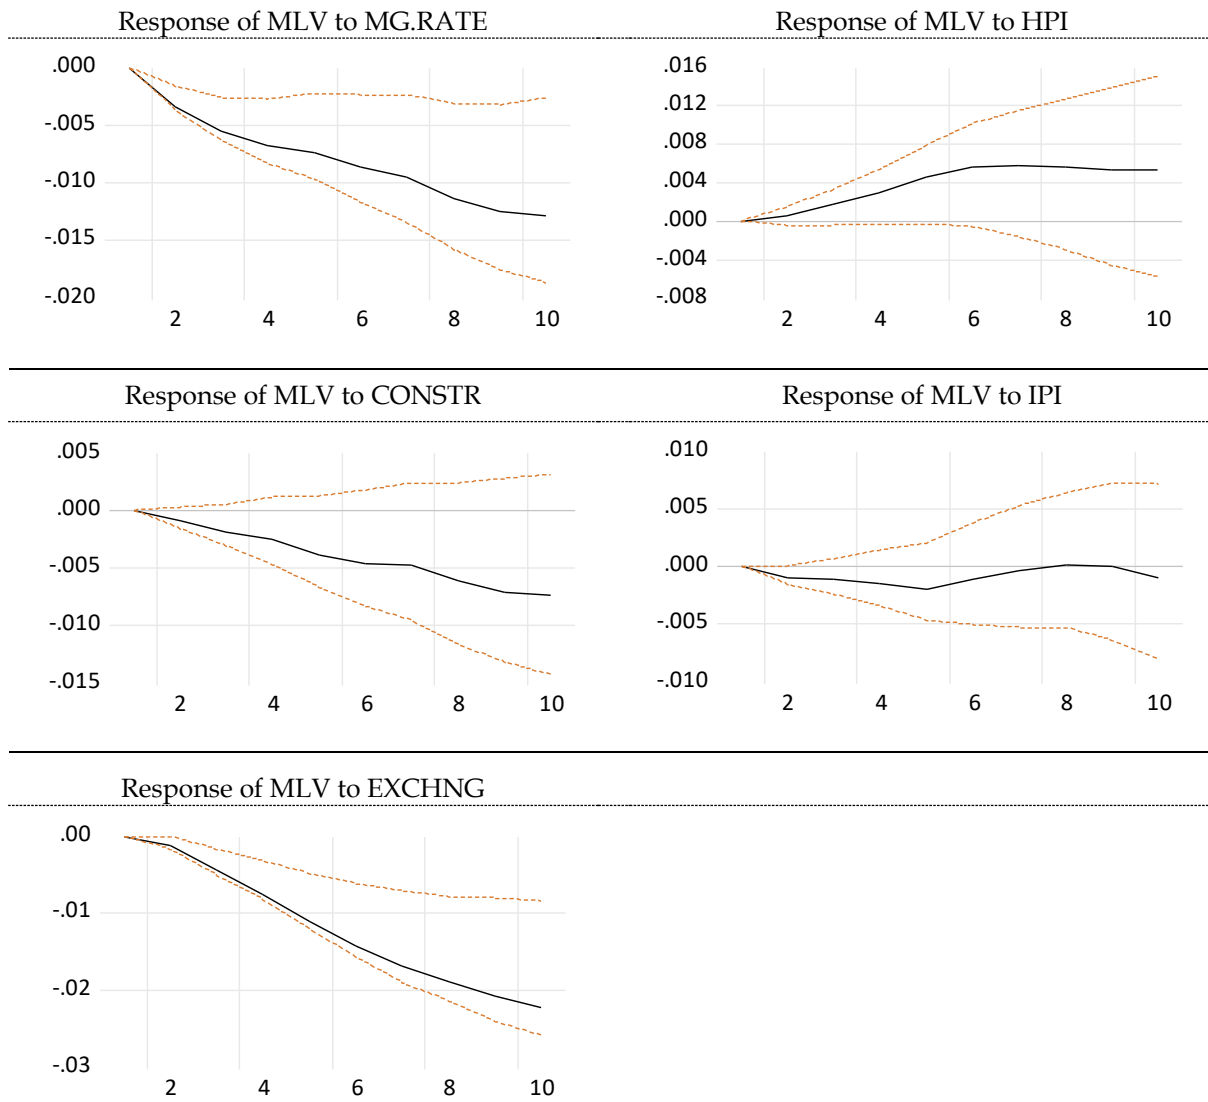 Response of MLV to MG.RATE
.000
-.005
-.010
-.015
-.020
2 4 6 8 10
Response of MLV to HPI
.016
.012
.008
.004
.000
-.004
-.008
2 4 6 8 10
Response of MLV to CONSTR
.005
.000
-.005
-.010
-.015
2 4 6 8 10
Response of MLV to IPI
.010
.005
.000
-.005
-.010
2 4 6 8 10
Response of MLV to EXCHNG
.00
-.01
-.02
-.03
2 4 6 8 10